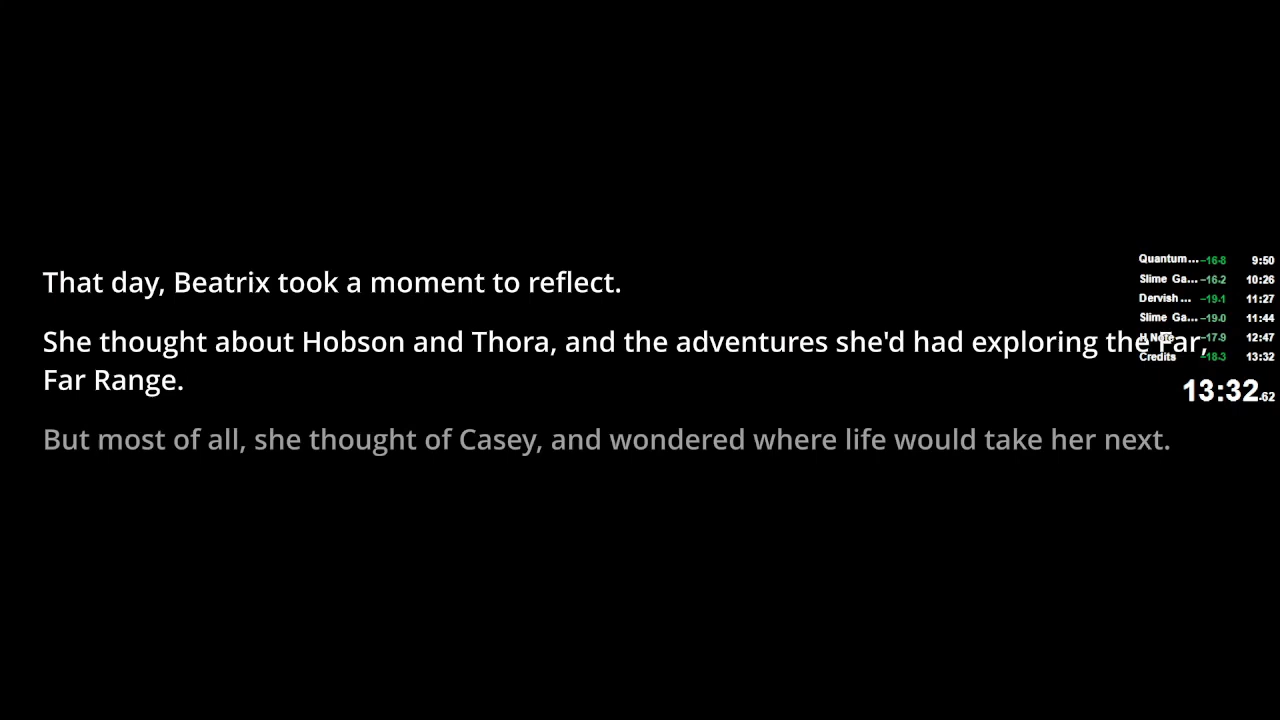 That day, Beatrix took a moment to reflect.
She thought about Hobson and Thora, and the adventures she'd had exploring the Far,
Far Range.
But most of all, she thought of Casey, and wondered where life would take her next.
Quantum... -16.8 9:50
Slime Ga... -16.2 10:26
Dervish ... -19.1 11:27
Slime Ga... -19.0 11:44
H Note -17.9 12:47
Credits -18.3 13:32
13:32.62